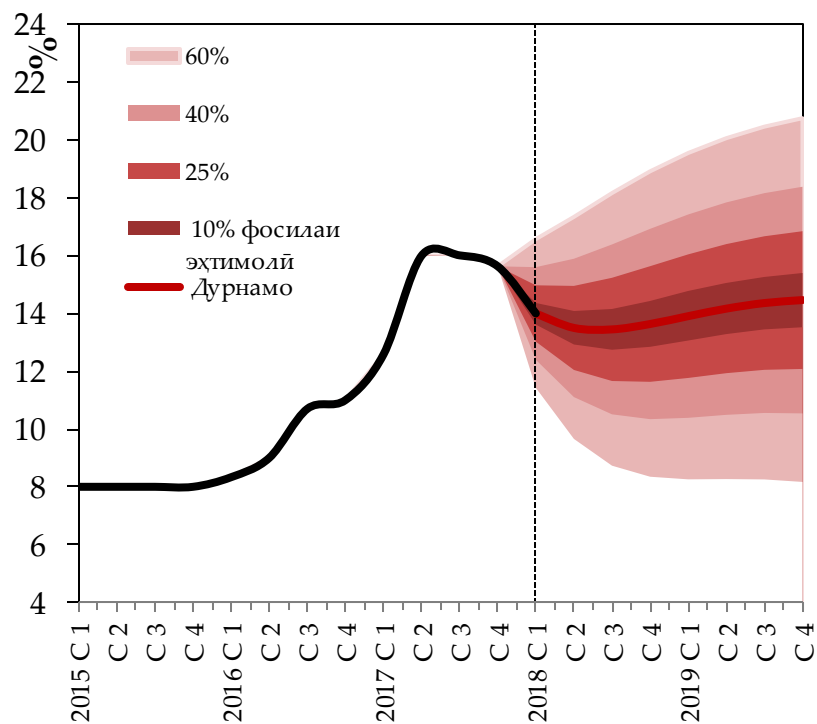 %
24
22
20
18
16
14
12
10
8
6
4
60%
40%
25%
10% фосилаи
эҳтимолӣ
Дурнамо
2015 С 1
С 2
С 3
С 4
2016 С 1
С 2
С 3
С 4
2017 С 1
С 2
С 3
С 4
2018 С 1
С 2
С 3
С 4
2019 С 1
С 2
С 3
С 4